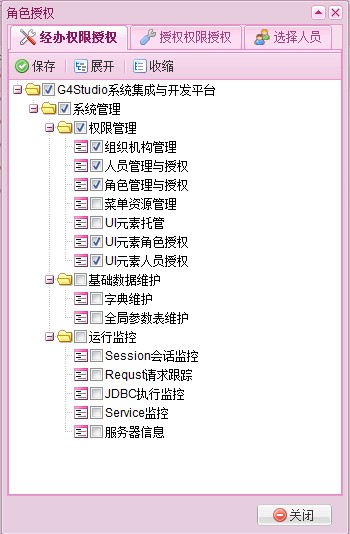 角色授权
经办权限授权 授权权限授权 选择人员
保存 展开 收缩
G4Studio系统集成与开发平台
系统管理
权限管理
组织机构管理
人员管理与授权
角色管理与授权
菜单资源管理
UI元素托管
UI元素角色授权
UI元素人员授权
基础数据维护
字典维护
全局参数表维护
运行监控
Session会话监控
Requst请求跟踪
JDBC执行监控
Service监控
服务器信息
关闭